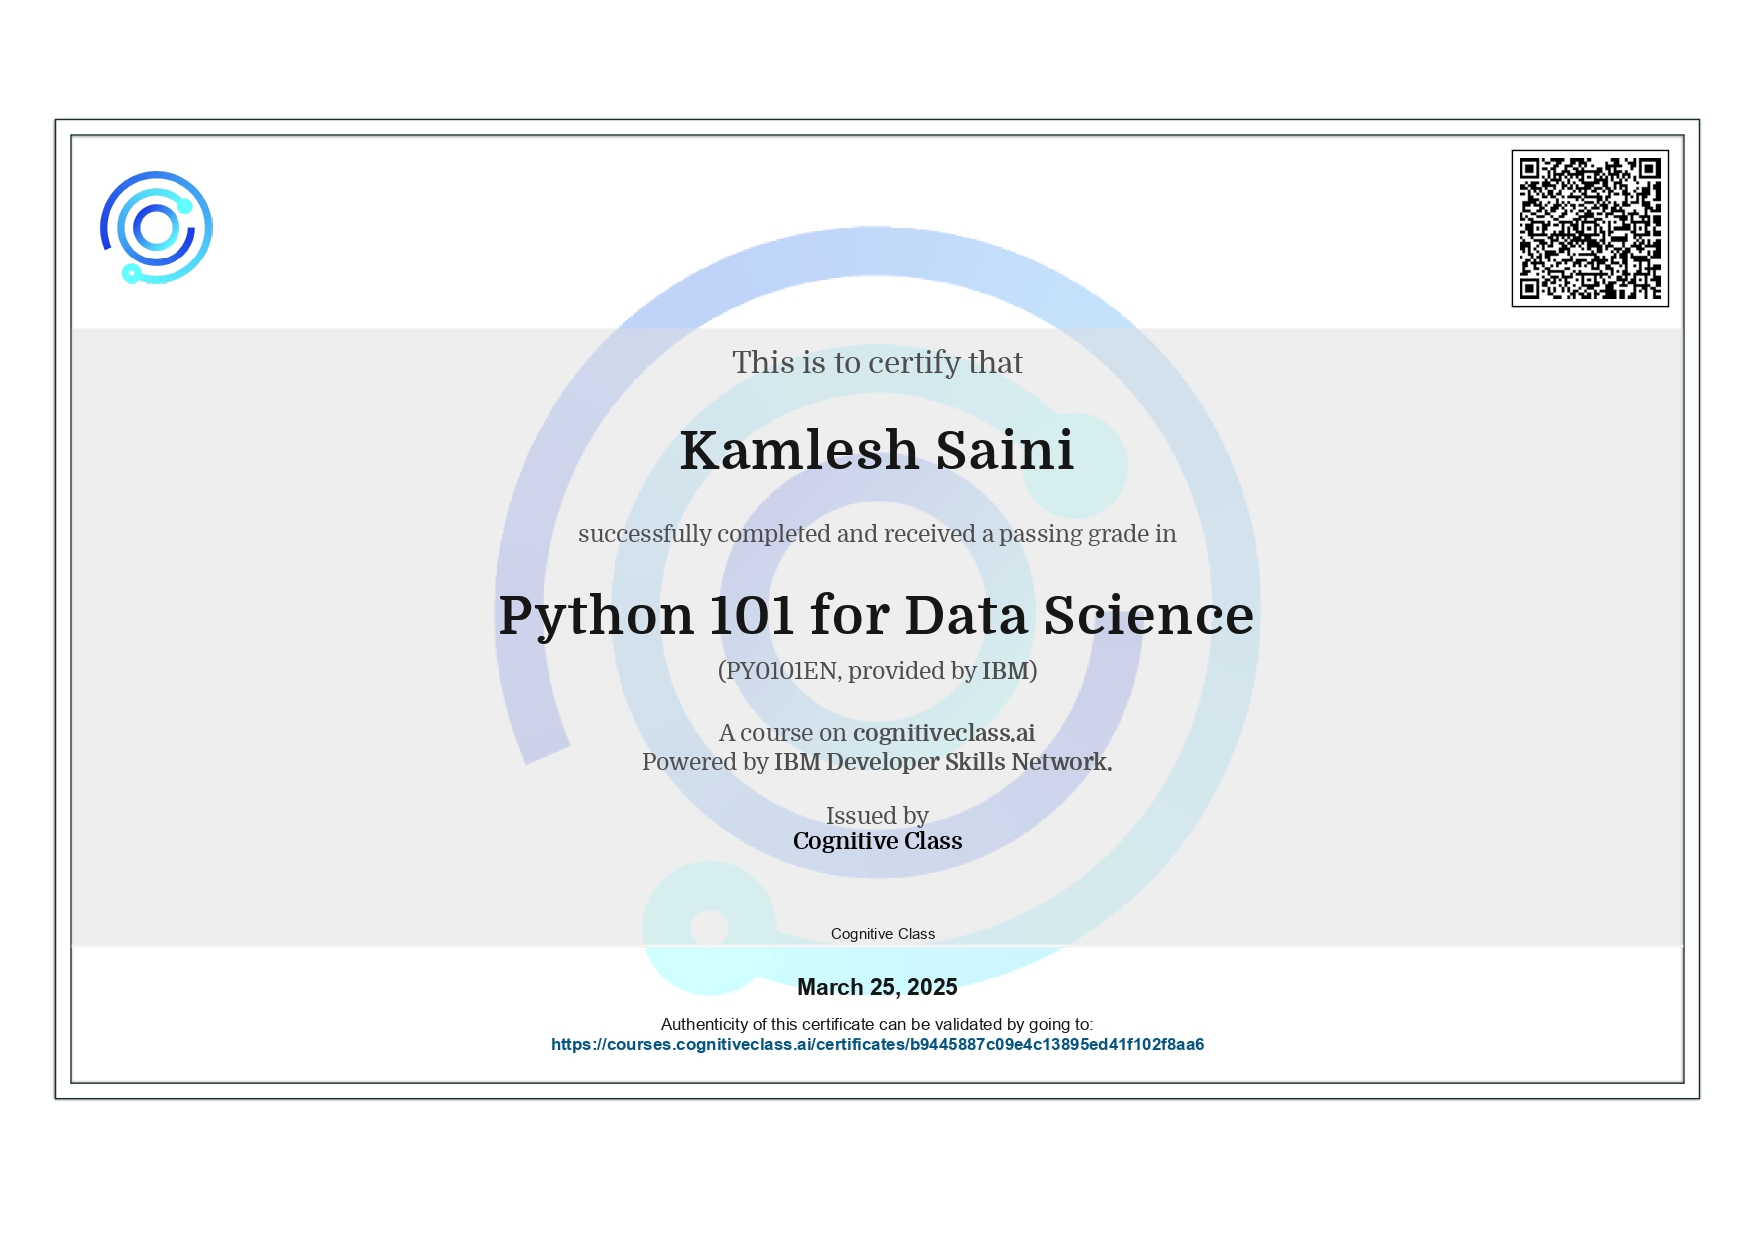 This is to certify that
Kamlesh Saini
successfully completed and received a passing grade in
Python 101 for Data Science
(PY0101EN, provided by IBM)
A course on cognitiveclass.ai
Powered by IBM Developer Skills Network.
Issued by
Cognitive Class
Cognitive Class
March 25, 2025
Authenticity of this certificate can be validated by going to:
https://courses.cognitiveclass.ai/certificates/b9445887c09e4c13895ed41f102f8aa6